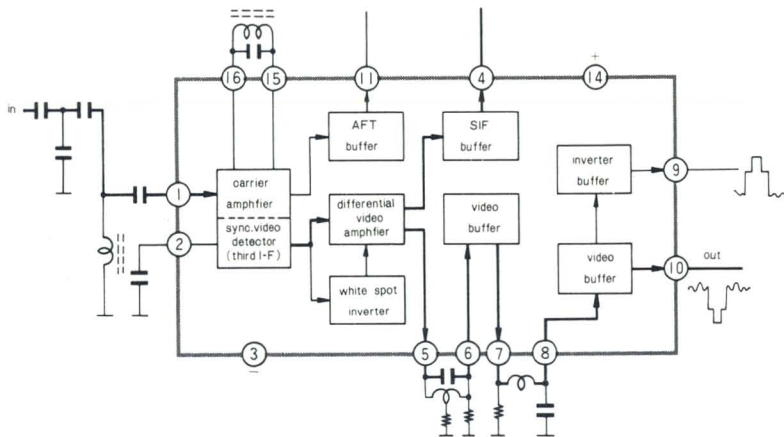 16
15
11
4
14
+
in
AFT
buffer
SIF
buffer
inverter
buffer
9
1
carrier
amphfier
sync.video
detector
(third I-F)
differential
video
amphfier
video
buffer
video
buffer
out
10
2
white spot
inverter
3
−
5
6
7
8